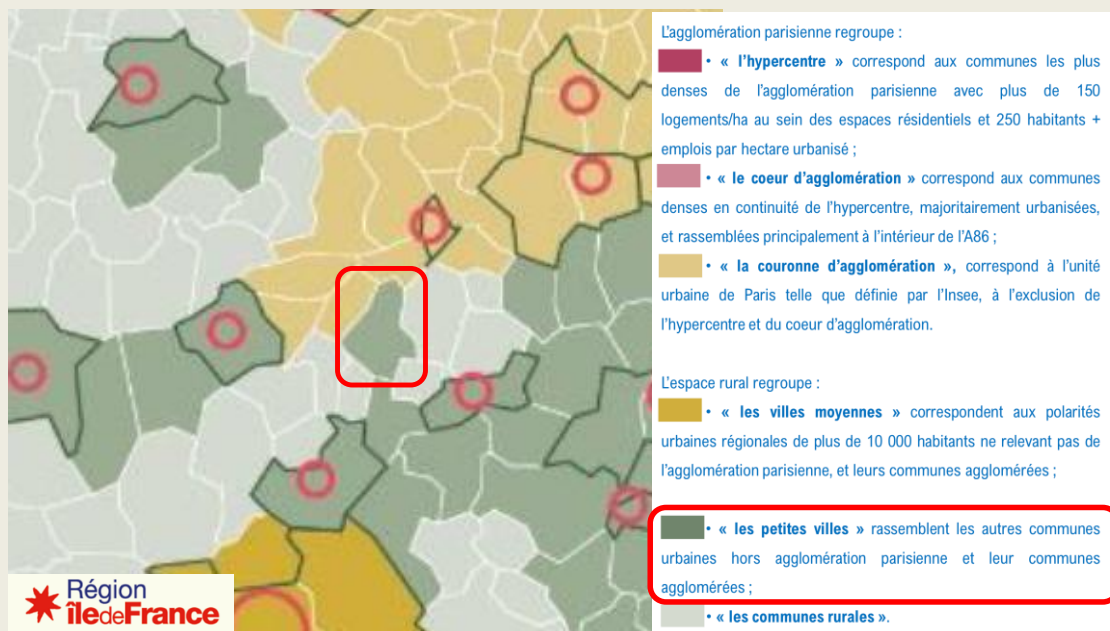 L'agglomération parisienne regroupe :
• « l'hypercentre » correspond aux communes les plus
denses de l'agglomération parisienne avec plus de 150
logements/ha au sein des espaces résidentiels et 250 habitants +
emplois par hectare urbanisé ;
• « le coeur d'agglomération » correspond aux communes
denses en continuité de l'hypercentre, majoritairement urbanisées,
et rassemblées principalement à l'intérieur de l'A86 ;
• « la couronne d'agglomération », correspond à l'unité
urbaine de Paris telle que définie par l'Insee, à l'exclusion de
l'hypercentre et du coeur d'agglomération.
L'espace rural regroupe :
• « les villes moyennes » correspondent aux polarités
urbaines régionales de plus de 10 000 habitants ne relevant pas de
l'agglomération parisienne, et leurs communes agglomérées ;
• « les petites villes » rassemblent les autres communes
urbaines hors agglomération parisienne et leur communes
agglomérées ;
• « les communes rurales ».
Région
îledeFrance